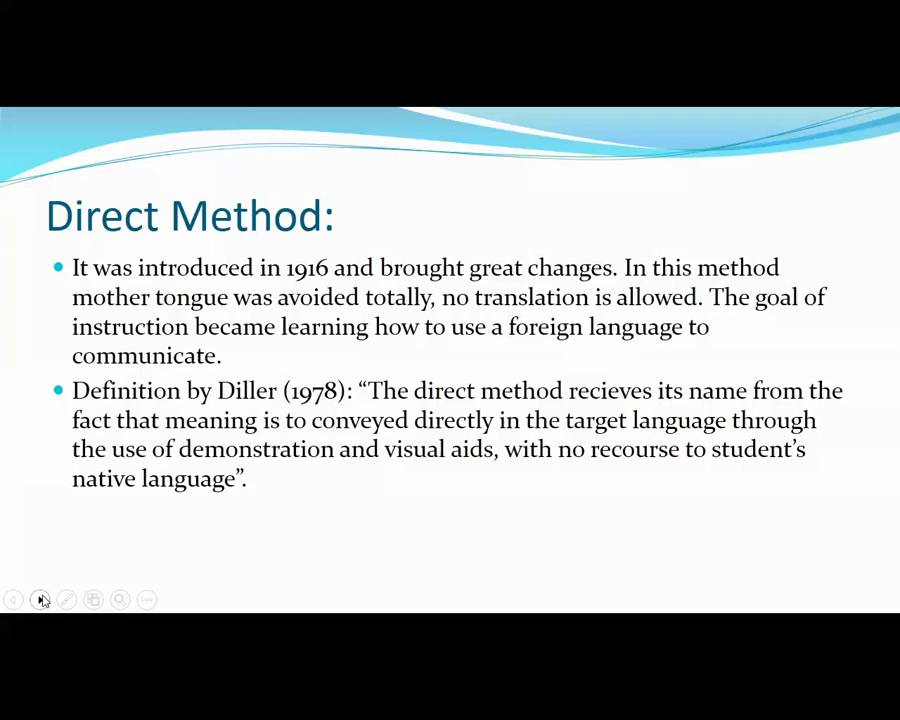 Direct Method:
It was introduced in 1916 and brought great changes. In this method
mother tongue was avoided totally, no translation is allowed. The goal of
instruction became learning how to use a foreign language to
communicate.
Definition by Diller (1978): “The direct method recieves its name from the
fact that meaning is to conveyed directly in the target language through
the use of demonstration and visual aids, with no recourse to student’s
native language”.